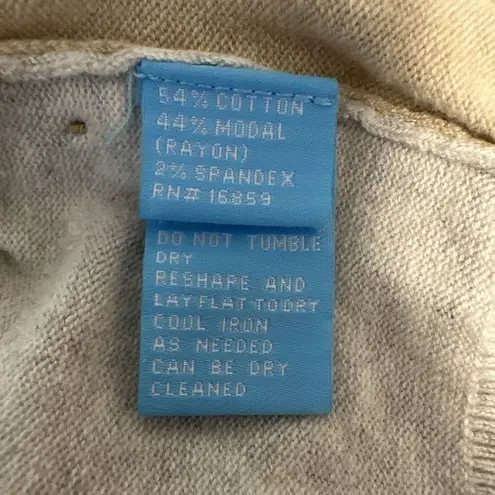 54% COTTON
44% MODAL
(RAYON)
2% SPANDEX
RN# 16859
DO NOT TUMBLE
DRY
RESHAPE AND
LAY FLAT TO DRY
COOL IRON
AS NEEDED
CAN BE DRY
CLEANED